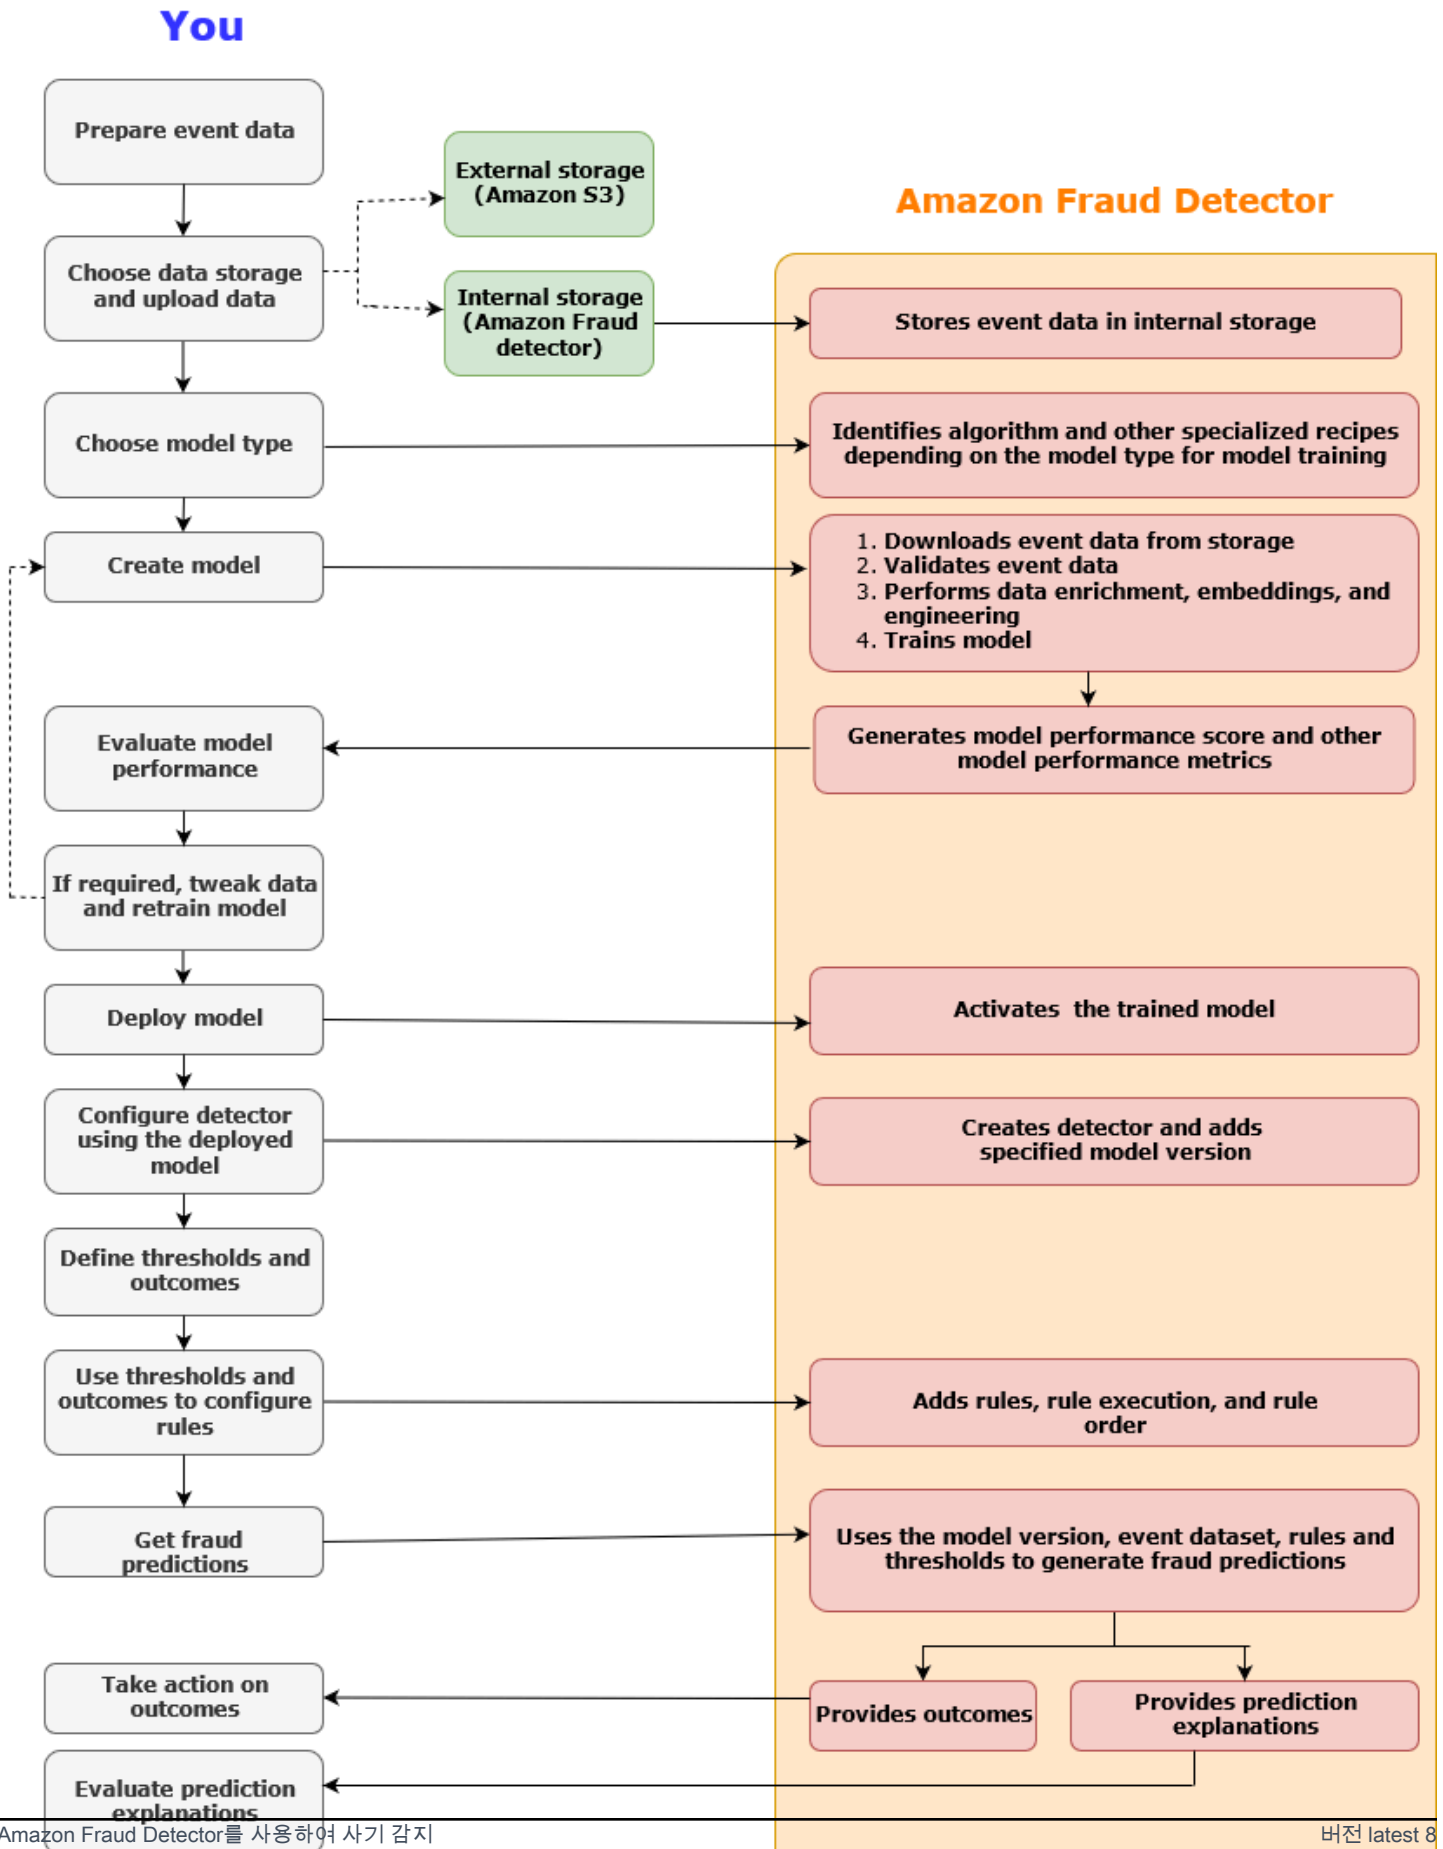 You
Prepare event data
External storage
(Amazon S3)
Amazon Fraud Detector
Choose data storage
and upload data
Internal storage
(Amazon Fraud
detector)
Stores event data in internal storage
Choose model type
Identifies algorithm and other specialized recipes
depending on the model type for model training
Create model
1. Downloads event data from storage
2. Validates event data
3. Performs data enrichment, embeddings, and
engineering
4. Trains model
Evaluate model
performance
Generates model performance score and other
model performance metrics
If required, tweak data
and retrain model
Deploy model
Activates the trained model
Configure detector
using the deployed
model
Creates detector and adds
specified model version
Define thresholds and
outcomes
Use thresholds and
outcomes to configure
rules
Adds rules, rule execution, and rule
order
Get fraud
predictions
Uses the model version, event dataset, rules and
thresholds to generate fraud predictions
Take action on
outcomes
Provides outcomes
Provides prediction
explanations
Evaluate prediction
explanations
Amazon Fraud Detector를 사용하여 사기 감지
버전 latest 8